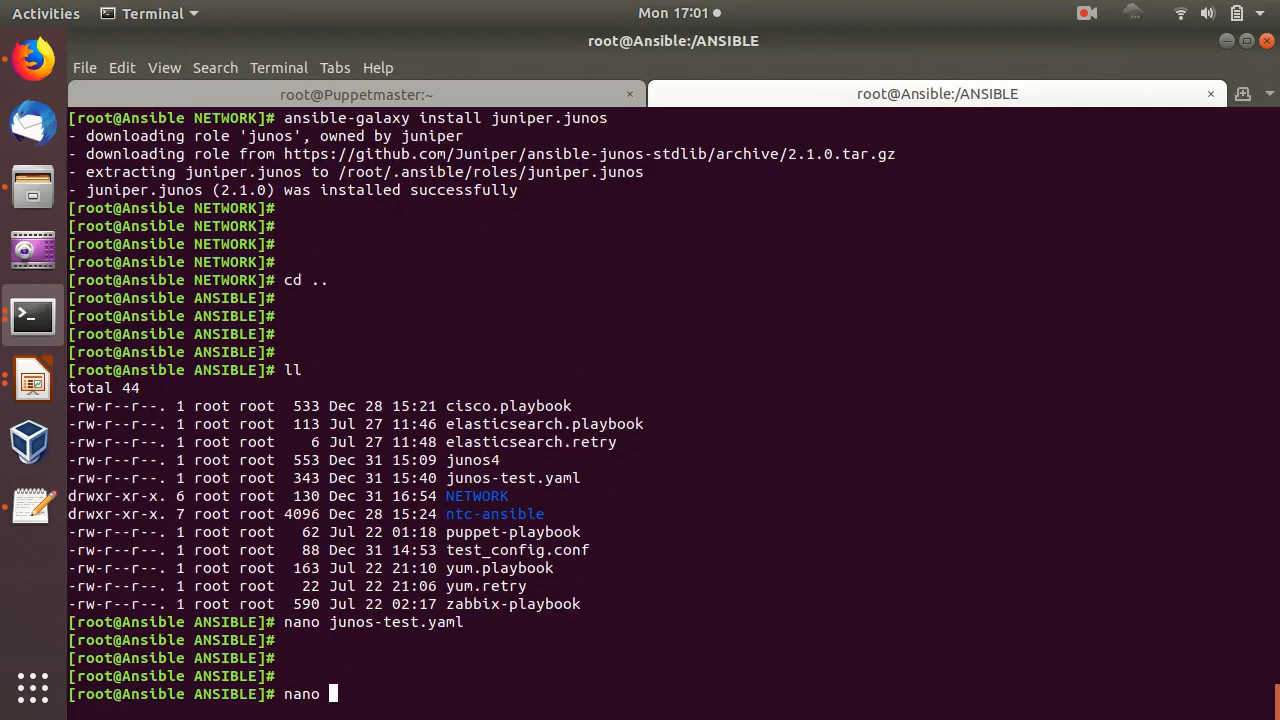 Activities Terminal Mon 17:01
root@Ansible:/ANSIBLE
File Edit View Search Terminal Tabs Help
root@Puppetmaster:~ × root@Ansible:/ANSIBLE ×
[root@Ansible NETWORK]# ansible-galaxy install juniper.junos
- downloading role 'junos', owned by juniper
- downloading role from https://github.com/Juniper/ansible-junos-stdlib/archive/2.1.0.tar.gz
- extracting juniper.junos to /root/.ansible/roles/juniper.junos
- juniper.junos (2.1.0) was installed successfully
[root@Ansible NETWORK]#
[root@Ansible NETWORK]#
[root@Ansible NETWORK]#
[root@Ansible NETWORK]#
[root@Ansible NETWORK]# cd ..
[root@Ansible ANSIBLE]#
[root@Ansible ANSIBLE]#
[root@Ansible ANSIBLE]#
[root@Ansible ANSIBLE]#
[root@Ansible ANSIBLE]# ll
total 44
-rw-r--r--. 1 root root  533 Dec 28 15:21 cisco.playbook
-rw-r--r--. 1 root root  113 Jul 27 11:46 elasticsearch.playbook
-rw-r--r--. 1 root root    6 Jul 27 11:48 elasticsearch.retry
-rw-r--r--. 1 root root  553 Dec 31 15:09 junos4
-rw-r--r--. 1 root root  343 Dec 31 15:40 junos-test.yaml
drwxr-xr-x. 6 root root  130 Dec 31 16:54 NETWORK
drwxr-xr-x. 7 root root 4096 Dec 28 15:24 ntc-ansible
-rw-r--r--. 1 root root   62 Jul 22 01:18 puppet-playbook
-rw-r--r--. 1 root root   88 Dec 31 14:53 test_config.conf
-rw-r--r--. 1 root root  163 Jul 22 21:10 yum.playbook
-rw-r--r--. 1 root root   22 Jul 22 21:06 yum.retry
-rw-r--r--. 1 root root  590 Jul 22 02:17 zabbix-playbook
[root@Ansible ANSIBLE]# nano junos-test.yaml
[root@Ansible ANSIBLE]#
[root@Ansible ANSIBLE]#
[root@Ansible ANSIBLE]#
[root@Ansible ANSIBLE]# nano